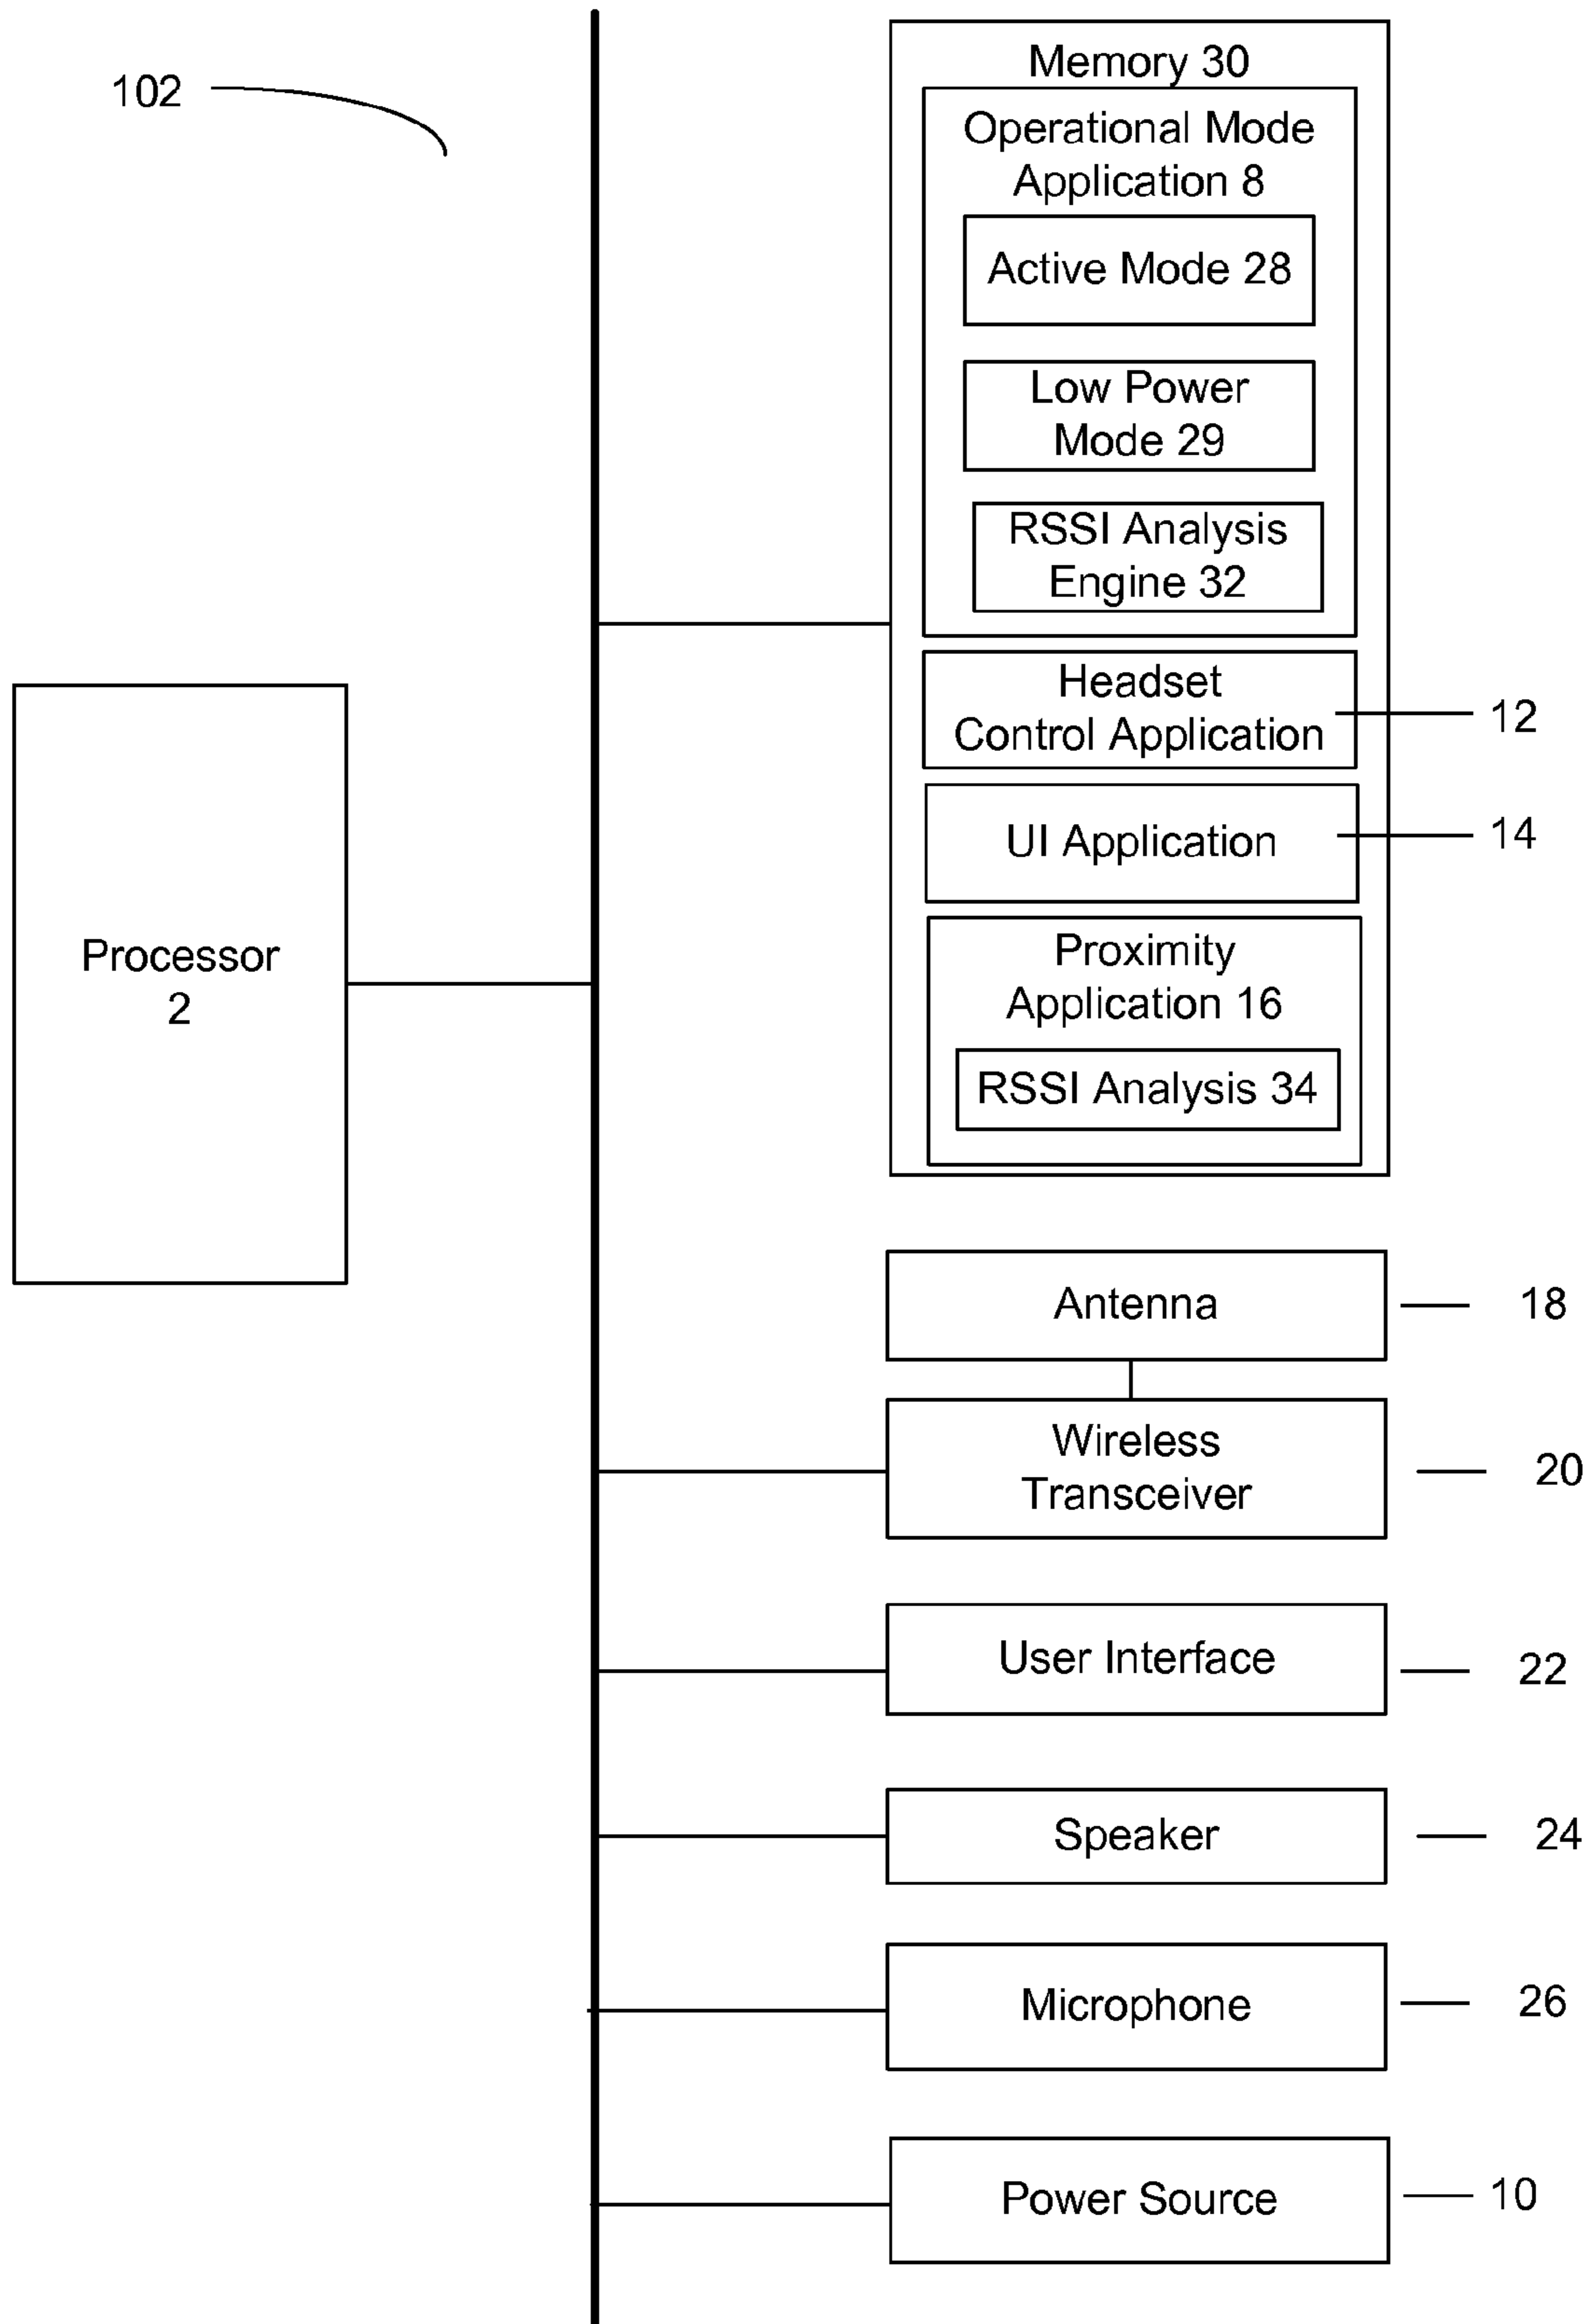 102
Memory 30
Operational Mode
Application 8
Active Mode 28
Low Power
Mode 29
RSSI Analysis
Engine 32
Headset
Control Application
12
UI Application
14
Proximity
Application 16
RSSI Analysis 34
Processor
2
Antenna
18
Wireless
Transceiver
20
User Interface
22
Speaker
24
Microphone
26
Power Source
10